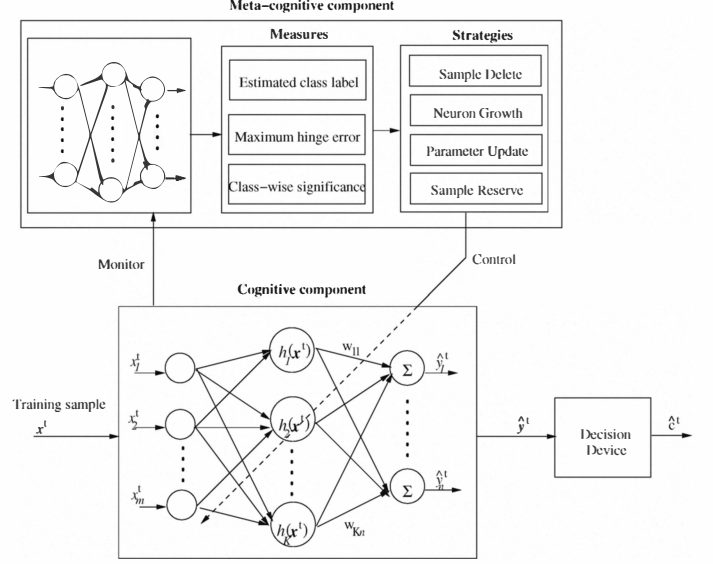 Meta-cognitive component
Measures
Strategies
Estimated class label
Maximum hinge error
Class-wise significance
Sample Delete
Neuron Growth
Parameter Update
Sample Reserve
Monitor
Control
Cognitive component
Training sample
x^t
x_1^t
x_2^t
x_m^t
h_1(x^t)
h_2(x^t)
h_K(x^t)
w_11
w_Kn
Σ
Σ
ŷ_1^t
ŷ_n^t
ŷ^t
Decision
Device
ĉ^t